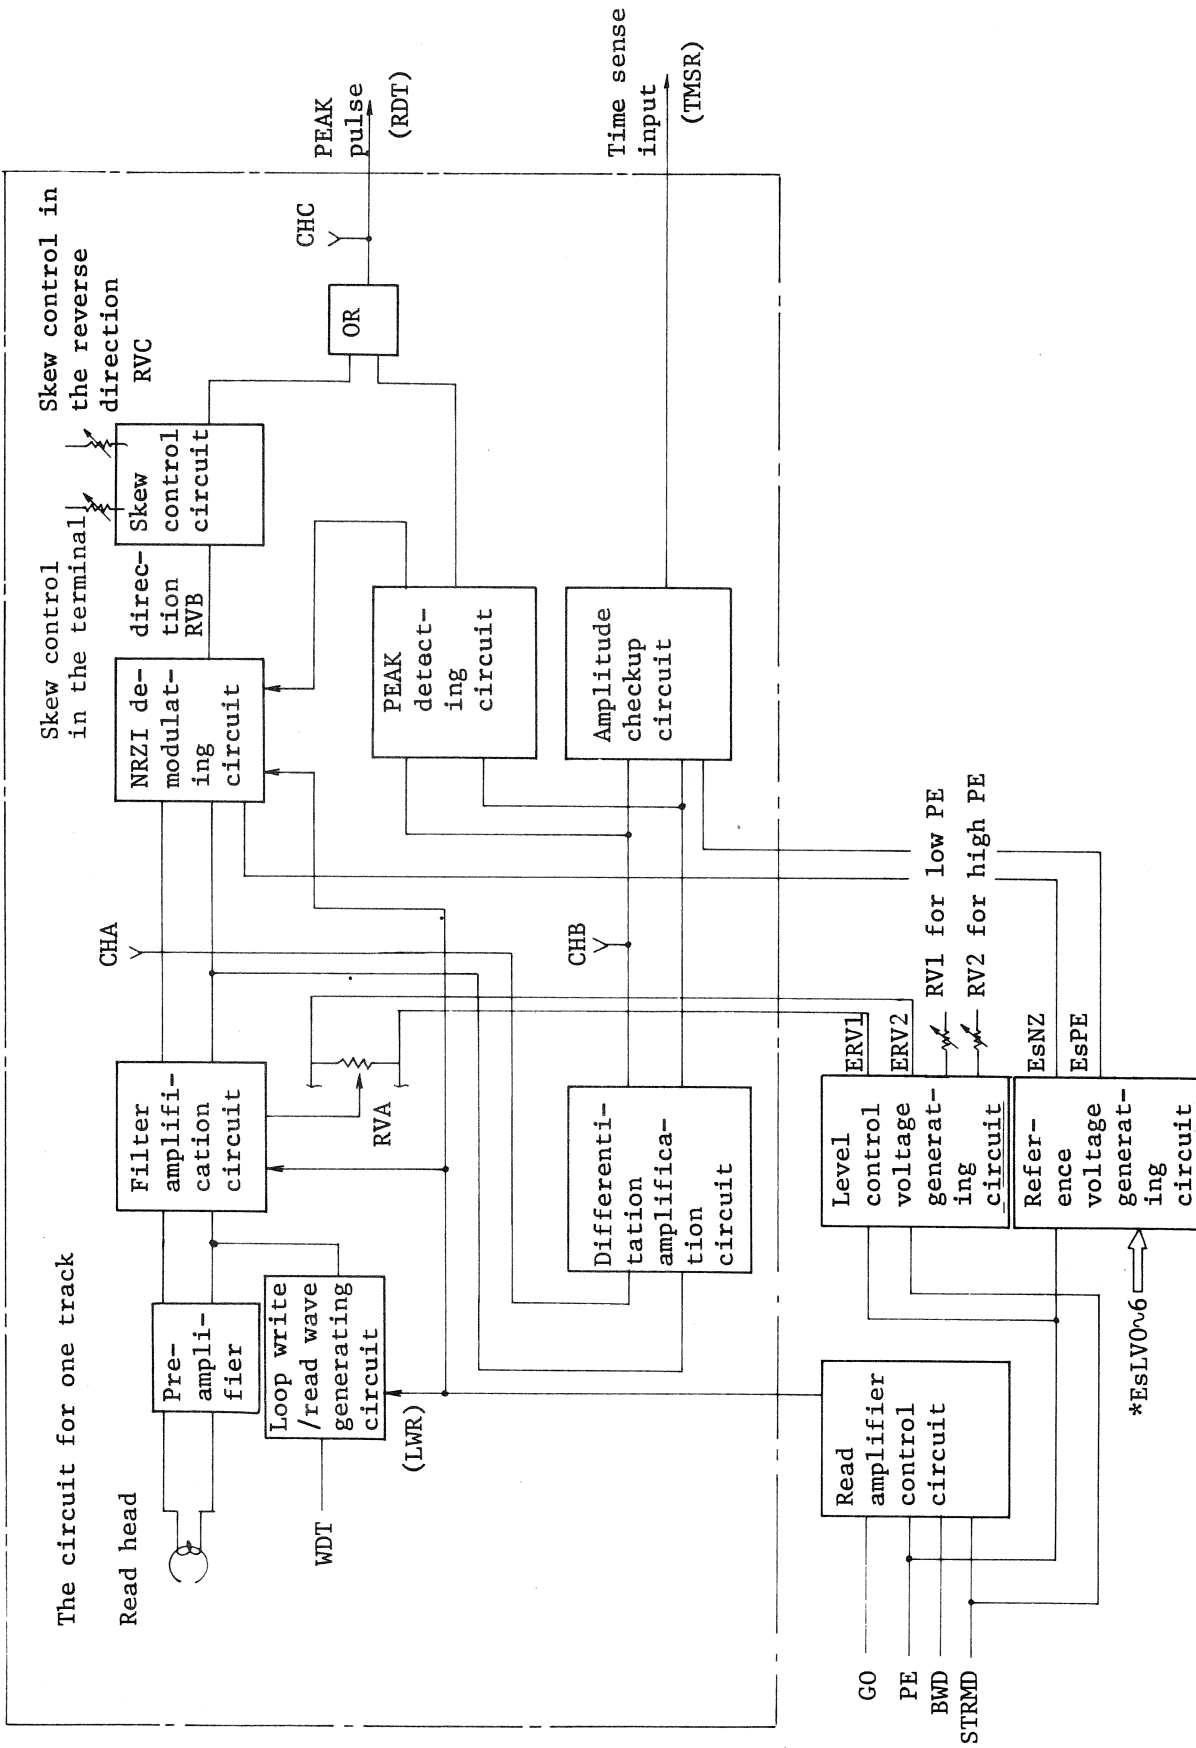 The circuit for one track
Read head
Pre-
ampli-
fier
Loop write
/read wave
generating
circuit
WDT
(LWR)
Filter
amplifi-
cation
circuit
RVA
CHA
NRZI de-
modulat-
ing
circuit
Skew control
in the terminal
direc-
tion
RVB
Skew
control
circuit
Skew control in
the reverse
direction
RVC
OR
CHC
PEAK
pulse
(RDT)
PEAK
detect-
ing
circuit
Differenti-
tation
amplifica-
tion
circuit
CHB
Amplitude
checkup
circuit
Time sense
input
(TMSR)
GO
PE
BWD
STRMD
Read
amplifier
control
circuit
Level
control
voltage
generat-
ing
circuit
ERV1
ERV2
RV1 for low PE
RV2 for high PE
Refer-
ence
voltage
generat-
ing
circuit
EsNZ
EsPE
*EsLV0~6